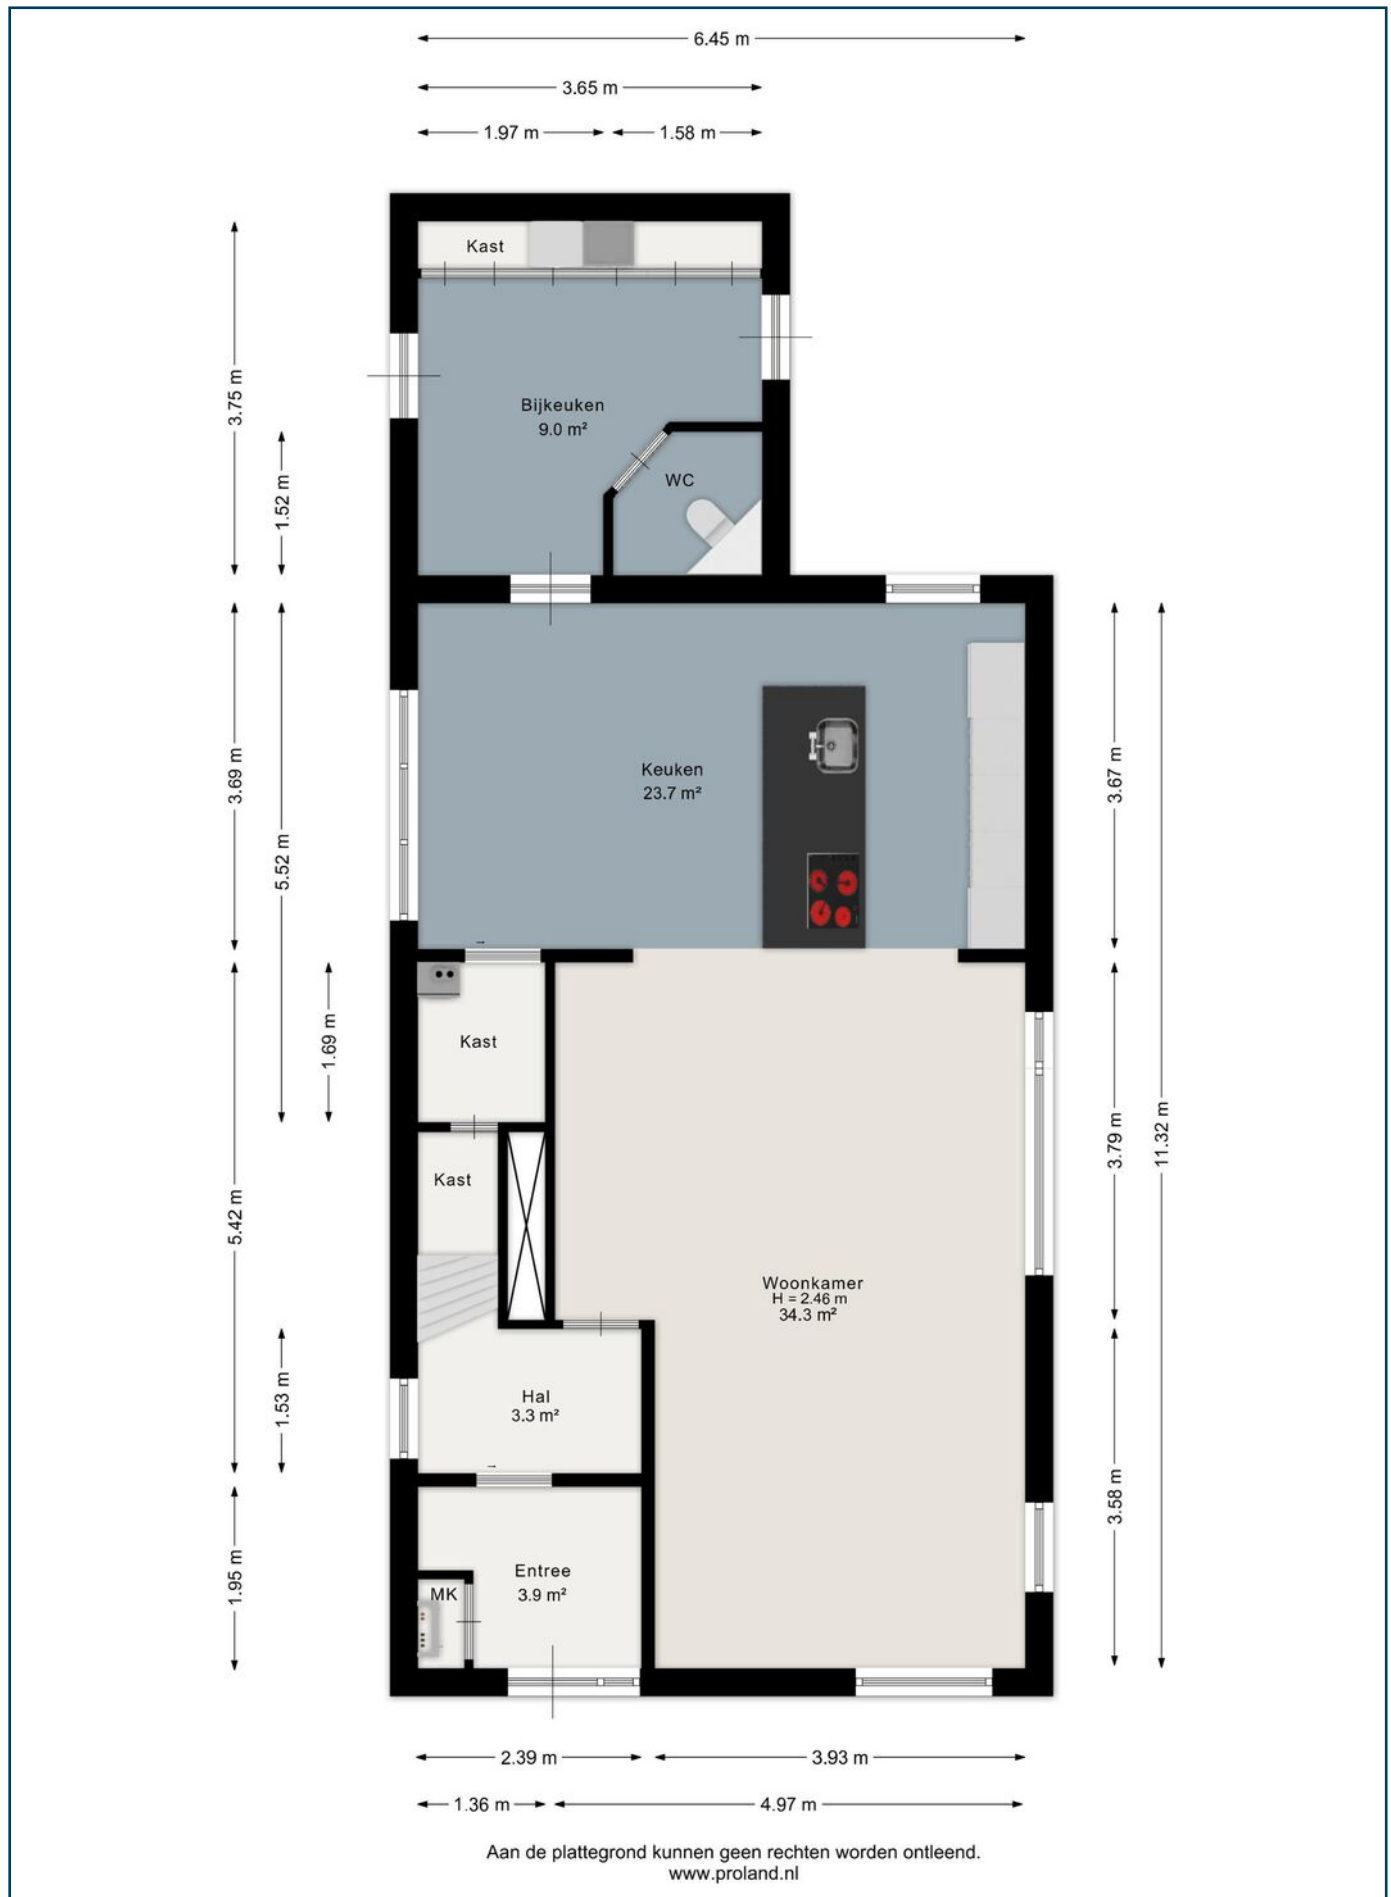 6.45 m
3.65 m
1.97 m
1.58 m
Kast
3.75 m
Bijkeuken
9.0 m²
1.52 m
WC
3.69 m
5.52 m
Keuken
23.7 m²
3.67 m
11.32 m
1.69 m
Kast
5.42 m
Kast
3.79 m
Woonkamer
H = 2.46 m
34.3 m²
1.53 m
Hal
3.3 m²
3.58 m
1.95 m
Entree
3.9 m²
MK
2.39 m
3.93 m
1.36 m
4.97 m
Aan de plattegrond kunnen geen rechten worden ontleend.
www.proland.nl